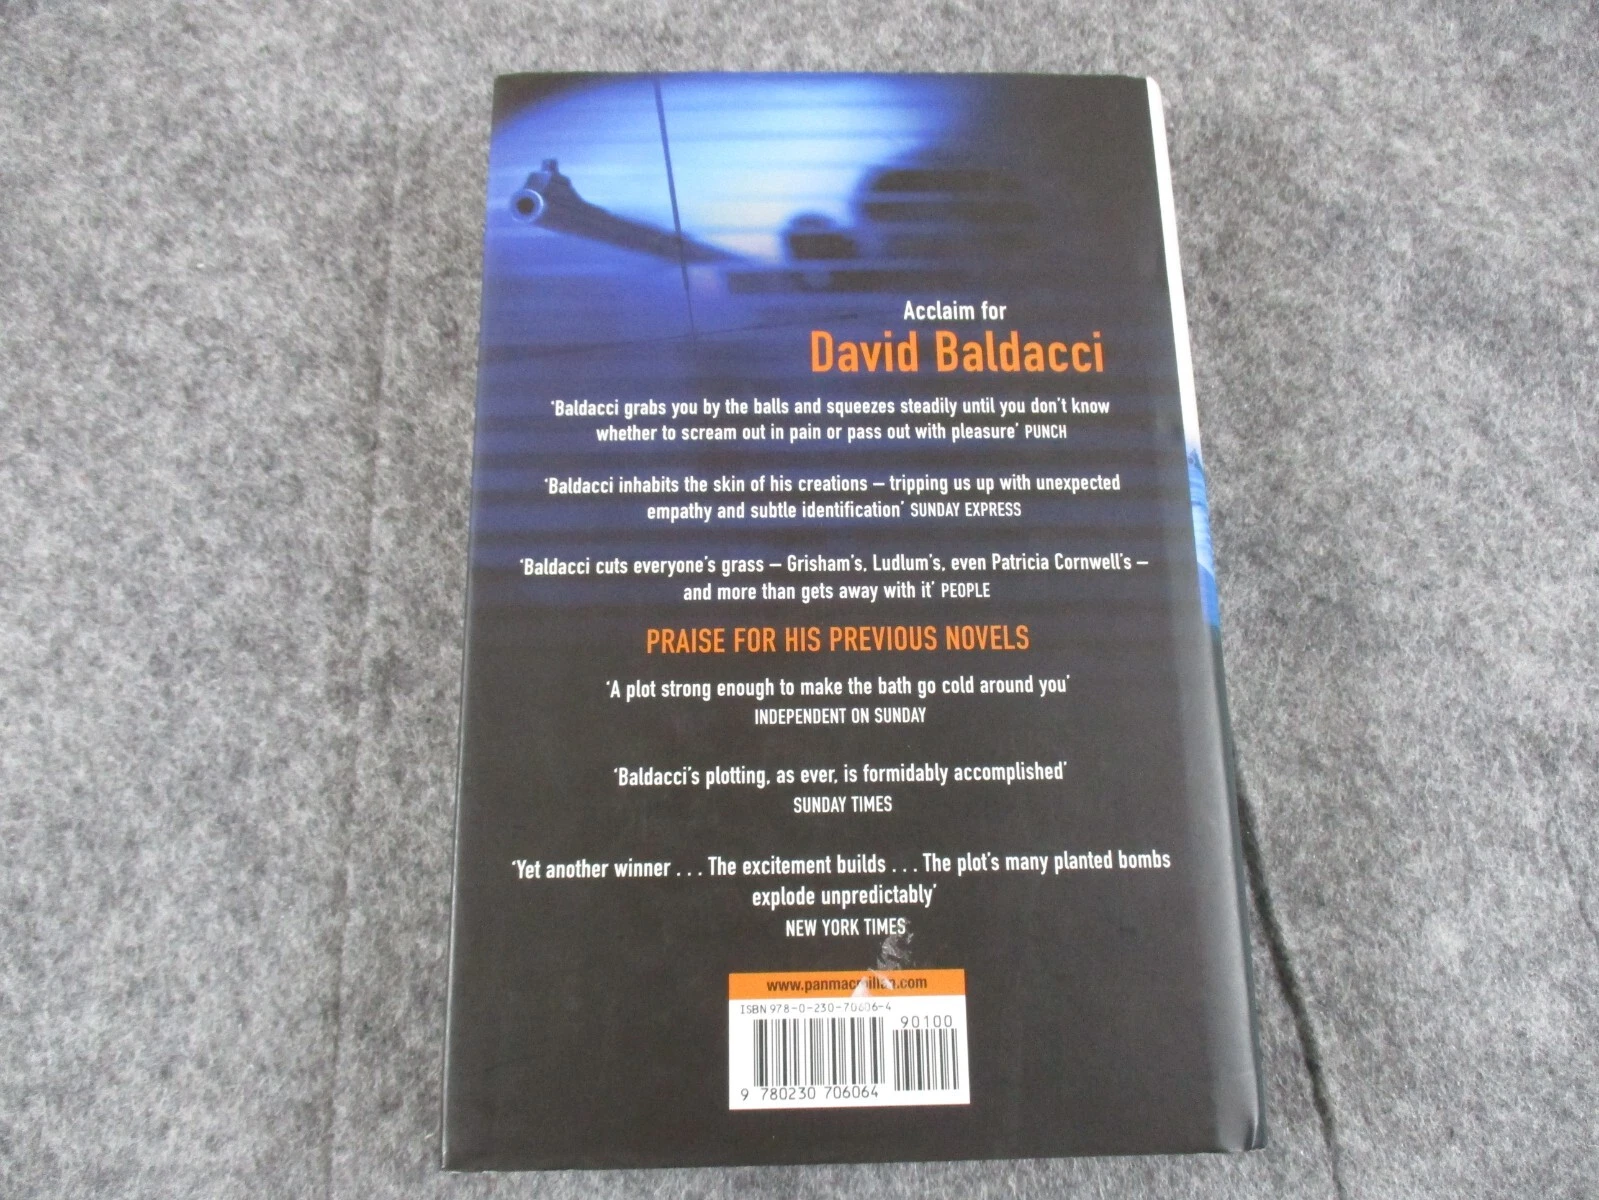 Acclaim for
David Baldacci
'Baldacci grabs you by the balls and squeezes steadily until you don't know
whether to scream out in pain or pass out with pleasure' PUNCH
'Baldacci inhabits the skin of his creations – tripping us up with unexpected
empathy and subtle identification' SUNDAY EXPRESS
'Baldacci cuts everyone's grass – Grisham's, Ludlum's, even Patricia Cornwell's –
and more than gets away with it' PEOPLE
PRAISE FOR HIS PREVIOUS NOVELS
'A plot strong enough to make the bath go cold around you'
INDEPENDENT ON SUNDAY
'Baldacci's plotting, as ever, is formidably accomplished'
SUNDAY TIMES
'Yet another winner . . . The excitement builds . . . The plot's many planted bombs
explode unpredictably'
NEW YORK TIMES
www.panmacmillan.com
ISBN 978-0-230-70606-4
90100
9 780230 706064